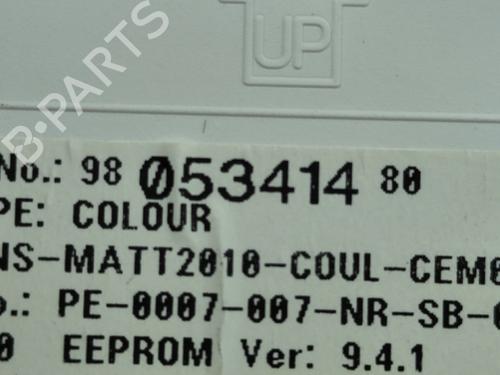 UP
B-PARTS
No.: 98 053414 80
PE: COLOUR
NS-MATT2010-COUL-CEM
o.: PE-0007-007-NR-SB-
0 EEPROM Ver: 9.4.1